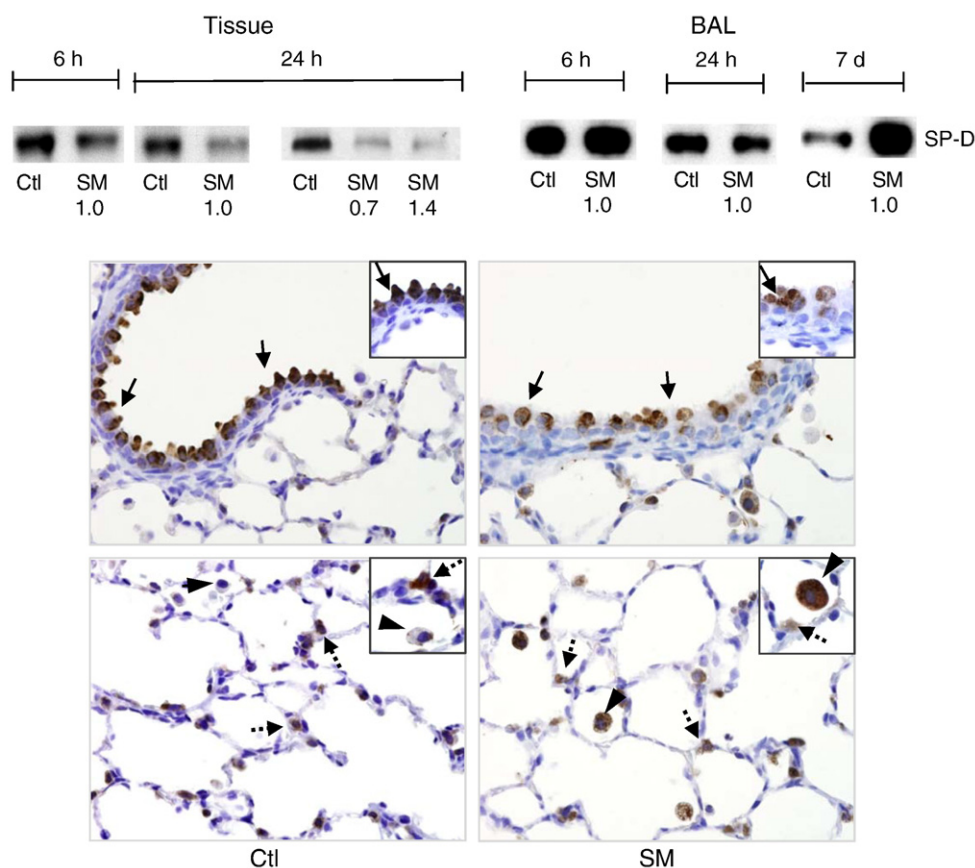 Tissue BAL
6 h 24 h 6 h 24 h 7 d
SP-D
Ctl SM Ctl SM Ctl SM SM Ctl SM Ctl SM Ctl SM
1.0 1.0 0.7 1.4 1.0 1.0 1.0
Ctl SM